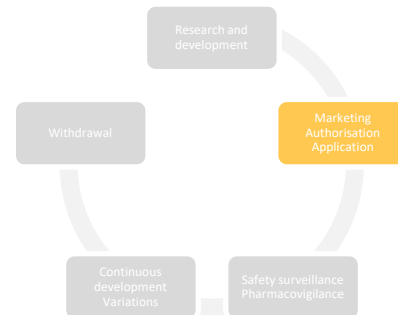 Research and
development
Marketing
Authorisation
Application
Withdrawal
Continuous
development
Variations
Safety surveillance
Pharmacovigilance